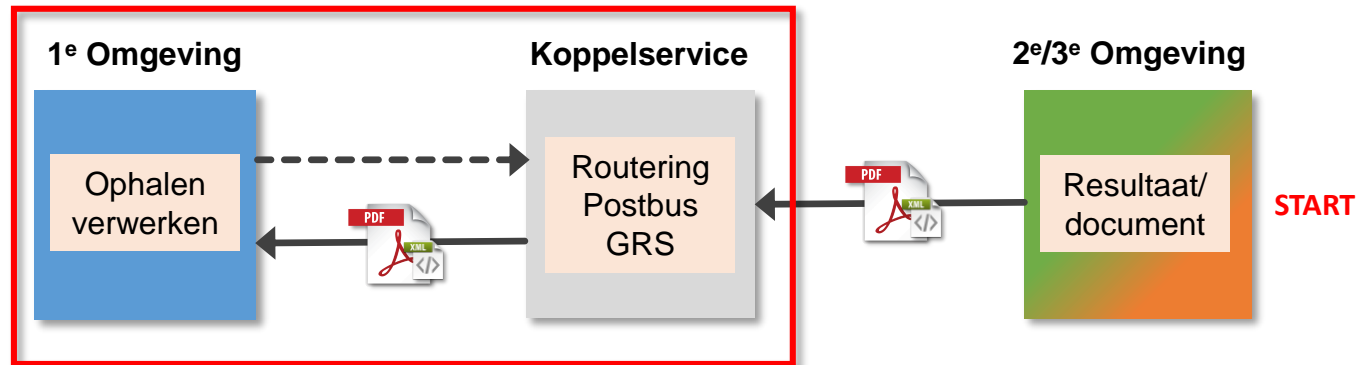 1e Omgeving
Koppelservice
2e/3e Omgeving
Ophalen
verwerken
PDF
XML
</>
Routering
Postbus
GRS
PDF
XML
</>
Resultaat/
document
START